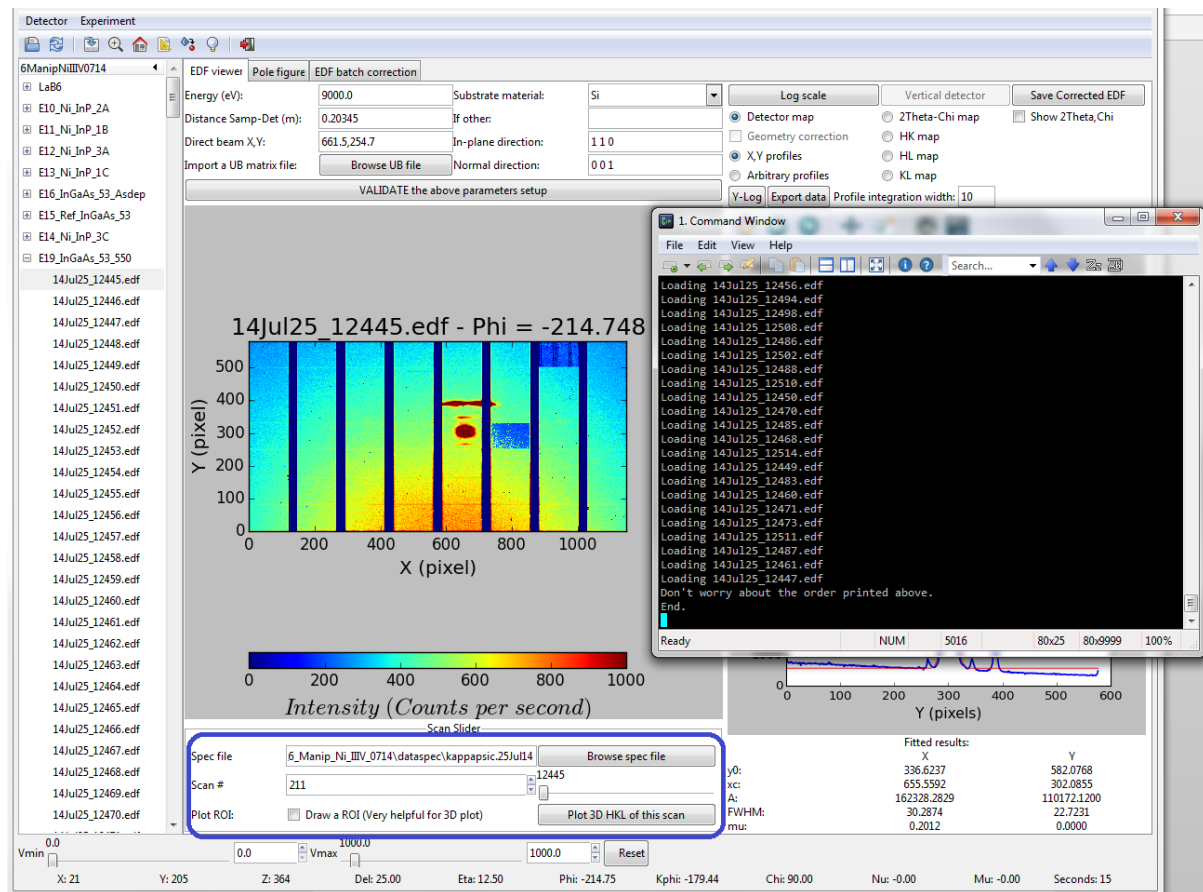 Detector Experiment
6ManipNiIIIV0714
LaB6
E10_Ni_InP_2A
E11_Ni_InP_1B
E12_Ni_InP_3A
E13_Ni_InP_1C
E16_InGaAs_53_Asdep
E15_Ref_InGaAs_53
E14_Ni_InP_3C
E19_InGaAs_53_550
14Jul25_12445.edf
14Jul25_12446.edf
14Jul25_12447.edf
14Jul25_12448.edf
14Jul25_12449.edf
14Jul25_12450.edf
14Jul25_12451.edf
14Jul25_12452.edf
14Jul25_12453.edf
14Jul25_12454.edf
14Jul25_12455.edf
14Jul25_12456.edf
14Jul25_12457.edf
14Jul25_12458.edf
14Jul25_12459.edf
14Jul25_12460.edf
14Jul25_12461.edf
14Jul25_12462.edf
14Jul25_12463.edf
14Jul25_12464.edf
14Jul25_12465.edf
14Jul25_12466.edf
14Jul25_12467.edf
14Jul25_12468.edf
14Jul25_12469.edf
14Jul25_12470.edf
EDF viewer Pole figure EDF batch correction
Energy (eV): 9000.0 Substrate material: Si
Distance Samp-Det (m): 0.20345 If other:
Direct beam X,Y: 661.5,254.7 In-plane direction: 1 1 0
Import a UB matrix file: Browse UB file Normal direction: 0 0 1
VALIDATE the above parameters setup
Log scale Vertical detector Save Corrected EDF
Detector map 2Theta-Chi map Show 2Theta,Chi
Geometry correction HK map
X,Y profiles HL map
Arbitrary profiles KL map
Y-Log Export data Profile integration width: 10
14Jul25_12445.edf - Phi = -214.748
500
400
300
200
100
0
Y (pixel)
0 200 400 600 800 1000
X (pixel)
0 200 400 600 800 1000
Intensity (Counts per second)
1. Command Window
File Edit View Help
Search...
Loading 14Jul25_12456.edf
Loading 14Jul25_12494.edf
Loading 14Jul25_12498.edf
Loading 14Jul25_12508.edf
Loading 14Jul25_12486.edf
Loading 14Jul25_12502.edf
Loading 14Jul25_12488.edf
Loading 14Jul25_12510.edf
Loading 14Jul25_12450.edf
Loading 14Jul25_12470.edf
Loading 14Jul25_12485.edf
Loading 14Jul25_12468.edf
Loading 14Jul25_12514.edf
Loading 14Jul25_12449.edf
Loading 14Jul25_12483.edf
Loading 14Jul25_12460.edf
Loading 14Jul25_12471.edf
Loading 14Jul25_12473.edf
Loading 14Jul25_12511.edf
Loading 14Jul25_12487.edf
Loading 14Jul25_12461.edf
Loading 14Jul25_12447.edf
Don't worry about the order printed above.
End.
Ready NUM 5016 80x25 80x9999 100%
0
0 100 200 300 400 500 600
Y (pixels)
Scan Slider
Spec file 6_Manip_Ni_IIIV_0714\dataspec\kappapsic.25Jul14 Browse spec file
Scan # 211 12445
Plot ROI: Draw a ROI (Very helpful for 3D plot) Plot 3D HKL of this scan
Fitted results:
X Y
y0: 336.6237 582.0768
xc: 655.5592 302.0855
A: 162328.2829 110172.1200
FWHM: 30.2874 22.7231
mu: 0.2012 0.0000
Vmin 0.0 0.0 Vmax 1000.0 1000.0 Reset
X: 21 Y: 205 Z: 364 Del: 25.00 Eta: 12.50 Phi: -214.75 Kphi: -179.44 Chi: 90.00 Nu: -0.00 Mu: -0.00 Seconds: 15